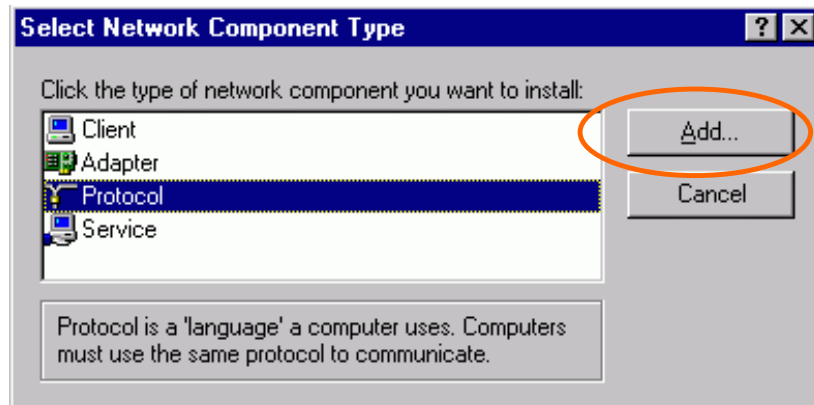 Select Network Component Type
Click the type of network component you want to install:
Client
Add...
Adapter
Protocol
Cancel
Service
Protocol is a 'language' a computer uses. Computers
must use the same protocol to communicate.